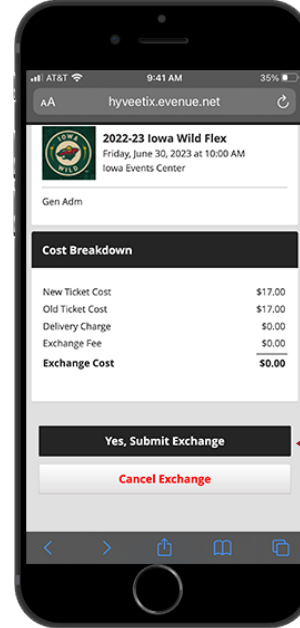 AT&T 9:41 AM 35%
AA hyveetix.evenue.net
IOWA
WILD
2022-23 Iowa Wild Flex
Friday, June 30, 2023 at 10:00 AM
Iowa Events Center
Gen Adm
Cost Breakdown
New Ticket Cost $17.00
Old Ticket Cost $17.00
Delivery Charge $0.00
Exchange Fee $0.00
Exchange Cost $0.00
Yes, Submit Exchange
Cancel Exchange